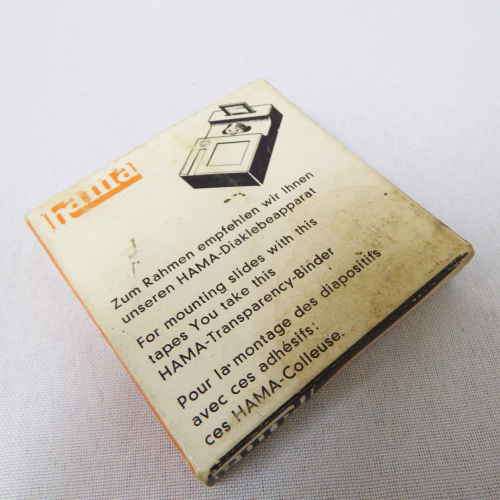 hama
Zum Rahmen empfehlen wir Ihnen
unseren HAMA-Diaklebeapparat
For mounting slides with this
tapes You take this
HAMA-Transparency-Binder
Pour la montage des diapositifs
avec ces adhésifs:
ces HAMA-Colleuse.